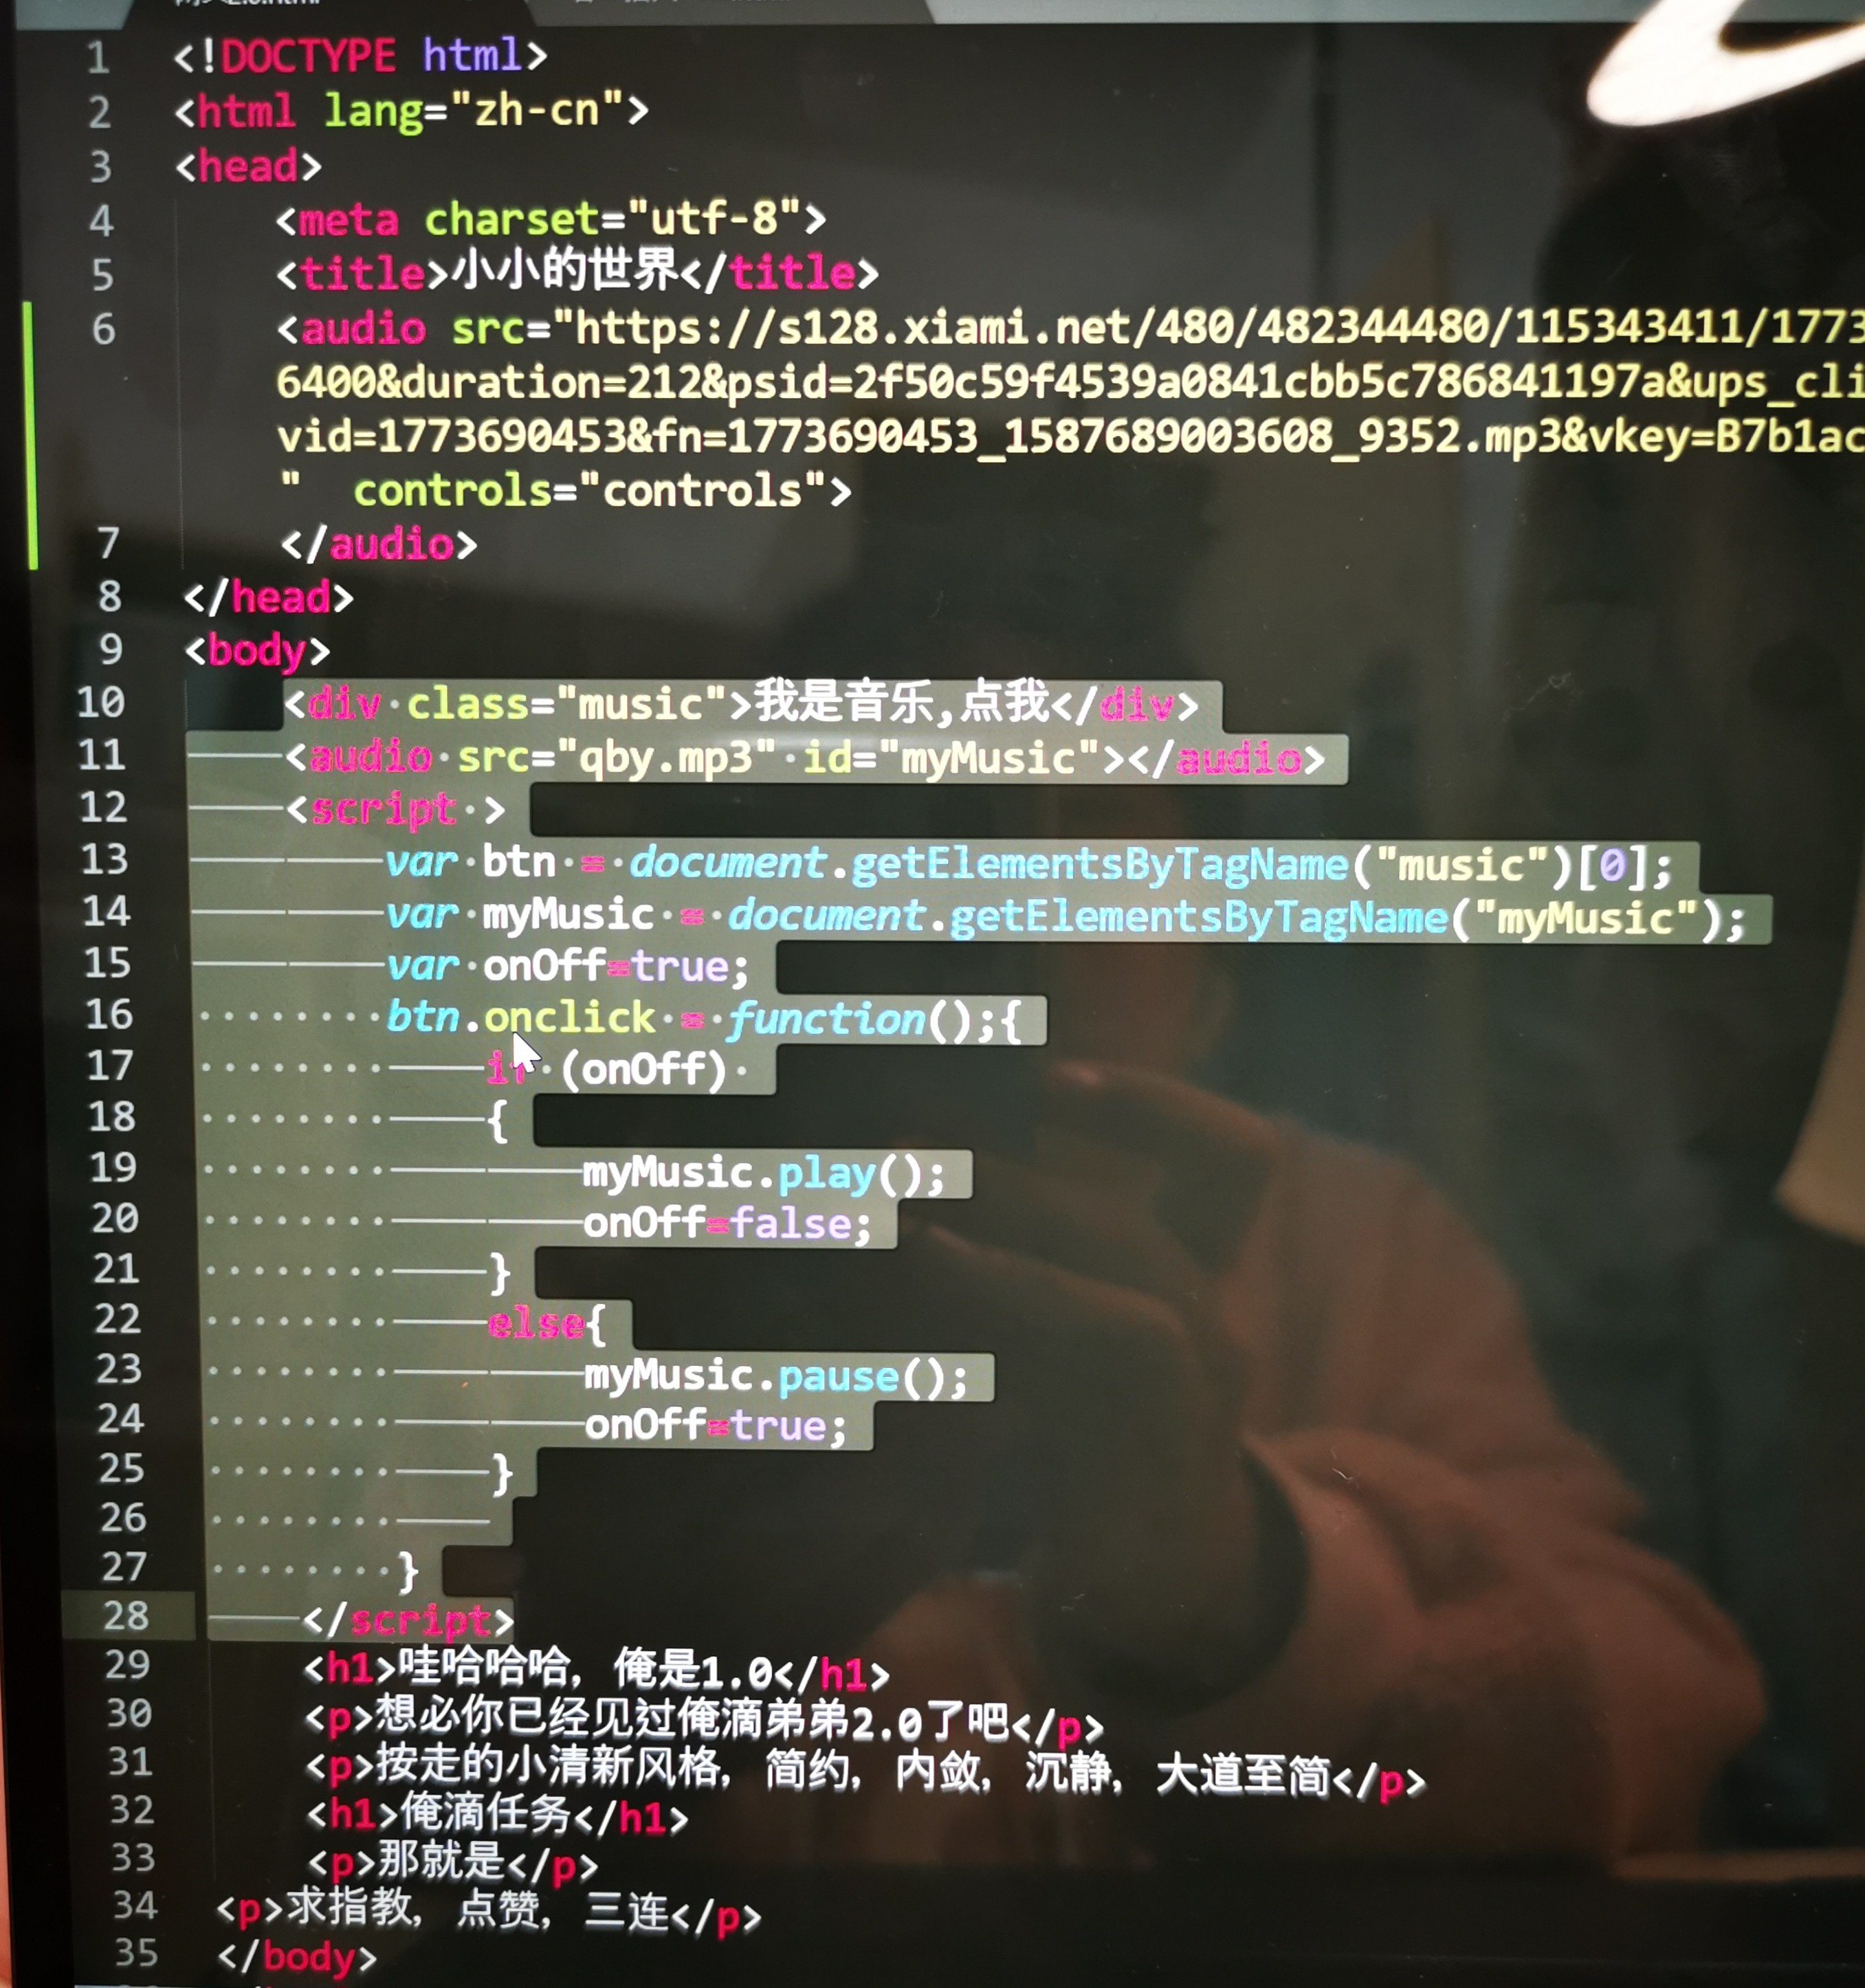 1 <!DOCTYPE html>
2 <html lang="zh-cn">
3 <head>
4 <meta charset="utf-8">
5 <title>小小的世界</title>
6 <audio src="https://s128.xiami.net/480/482344480/115343411/1773
6400&duration=212&psid=2f50c59f4539a0841cbb5c786841197a&ups_cli
vid=1773690453&fn=1773690453_1587689003608_9352.mp3&vkey=B7b1ac
" controls="controls">
7 </audio>
8 </head>
9 <body>
10 <div class="music">我是音乐,点我</div>
11 <audio src="qby.mp3" id="myMusic"></audio>
12 <script >
13 var btn = document.getElementsByTagName("music")[0];
14 var myMusic = document.getElementsByTagName("myMusic");
15 var onOff=true;
16 btn.onclick = function();{
17 if (onOff)
18 {
19 myMusic.play();
20 onOff=false;
21 }
22 else{
23 myMusic.pause();
24 onOff=true;
25 }
26
27 }
28 </script>
29 <h1>哇哈哈哈，俺是1.0</h1>
30 <p>想必你已经见过俺滴弟弟2.0了吧</p>
31 <p>按走的小清新风格，简约，内敛，沉静，大道至简</p>
32 <h1>俺滴任务</h1>
33 <p>那就是</p>
34 <p>求指教，点赞，三连</p>
35 </body>